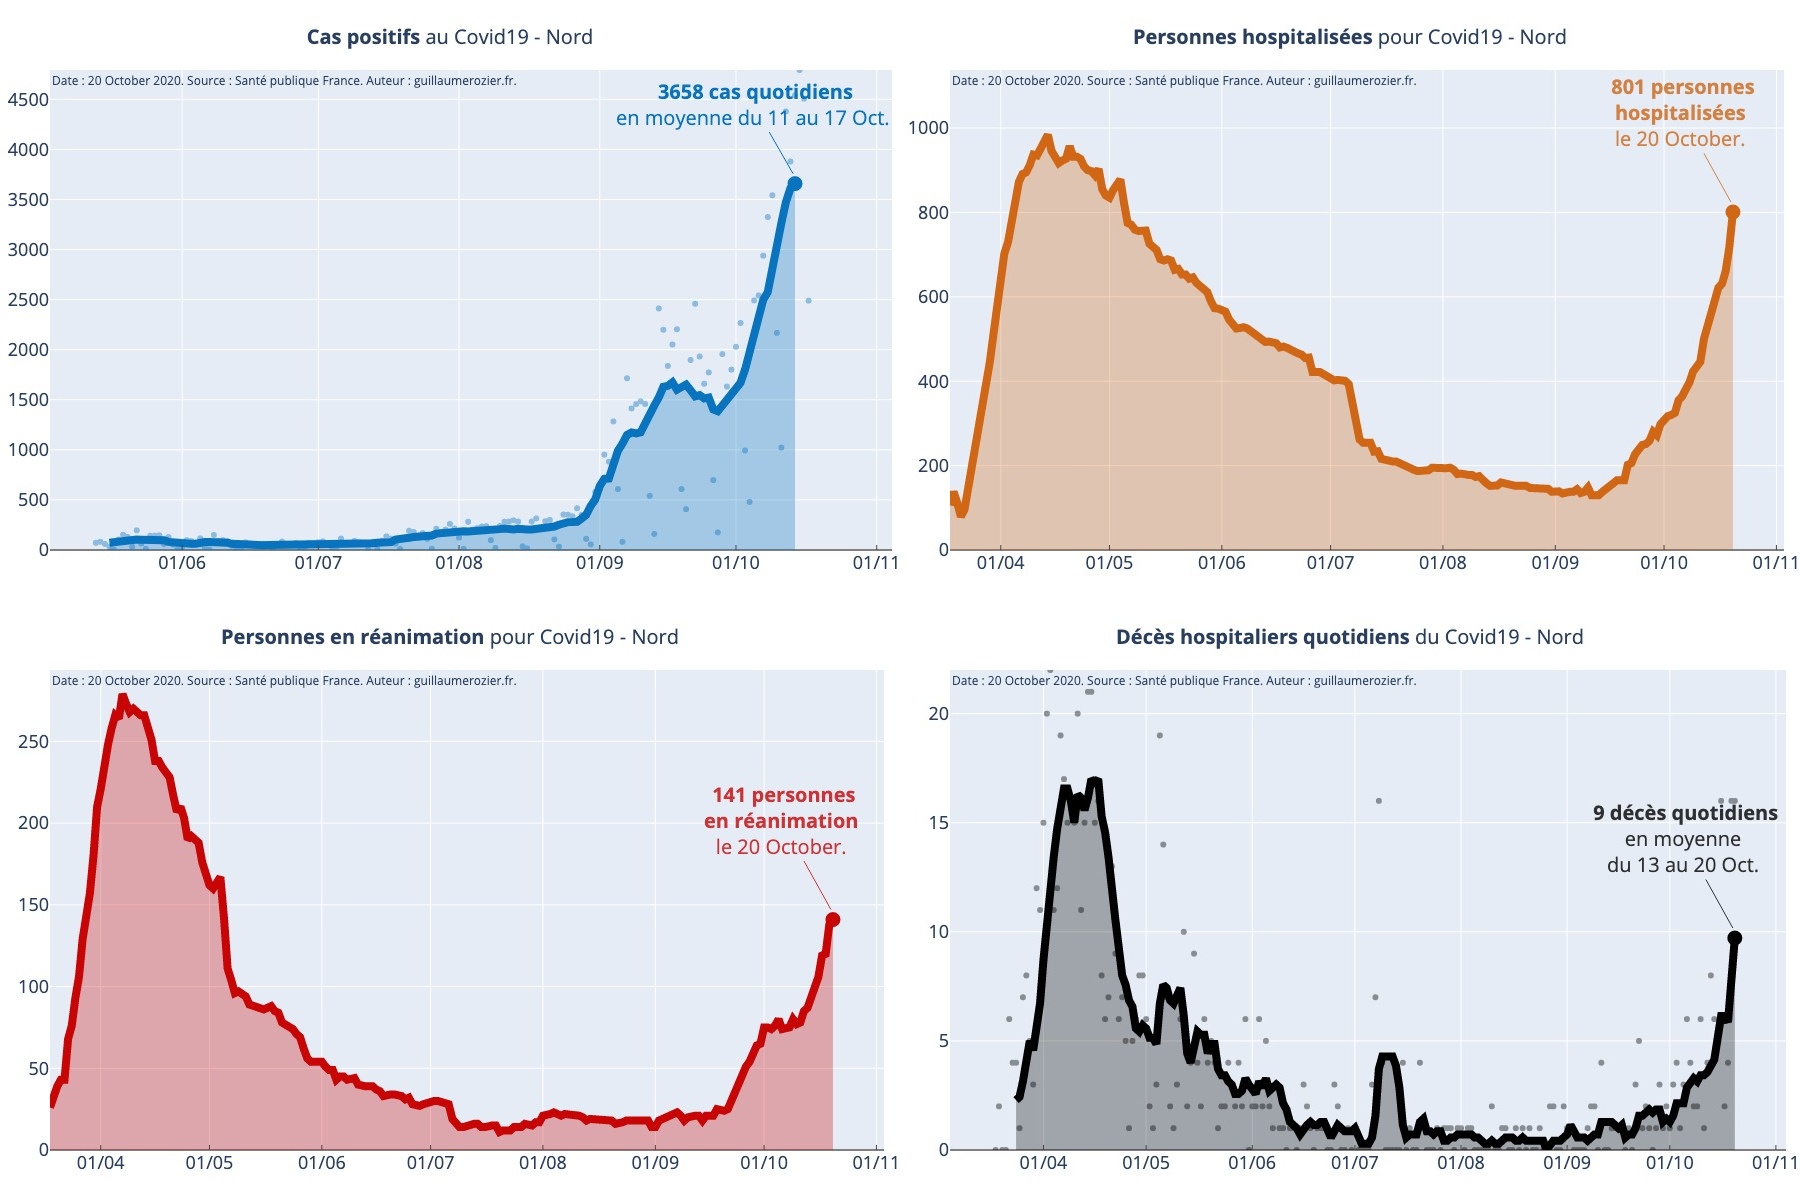 Cas positifs au Covid19 - Nord
Date : 20 October 2020. Source : Santé publique France. Auteur : guillaumerozier.fr.
3658 cas quotidiens
en moyenne du 11 au 17 Oct.
4500
4000
3500
3000
2500
2000
1500
1000
500
0
01/06 01/07 01/08 01/09 01/10 01/11
Personnes hospitalisées pour Covid19 - Nord
Date : 20 October 2020. Source : Santé publique France. Auteur : guillaumerozier.fr.
801 personnes
hospitalisées
le 20 October.
1000
800
600
400
200
0
01/04 01/05 01/06 01/07 01/08 01/09 01/10 01/11
Personnes en réanimation pour Covid19 - Nord
Date : 20 October 2020. Source : Santé publique France. Auteur : guillaumerozier.fr.
141 personnes
en réanimation
le 20 October.
250
200
150
100
50
0
01/04 01/05 01/06 01/07 01/08 01/09 01/10 01/11
Décès hospitaliers quotidiens du Covid19 - Nord
Date : 20 October 2020. Source : Santé publique France. Auteur : guillaumerozier.fr.
9 décès quotidiens
en moyenne
du 13 au 20 Oct.
20
15
10
5
0
01/04 01/05 01/06 01/07 01/08 01/09 01/10 01/11